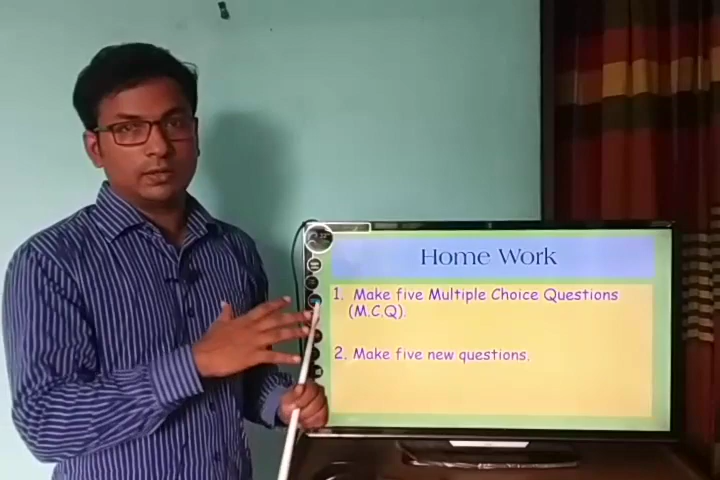 Home Work
1. Make five Multiple Choice Questions
(M.C.Q).
2. Make five new questions.